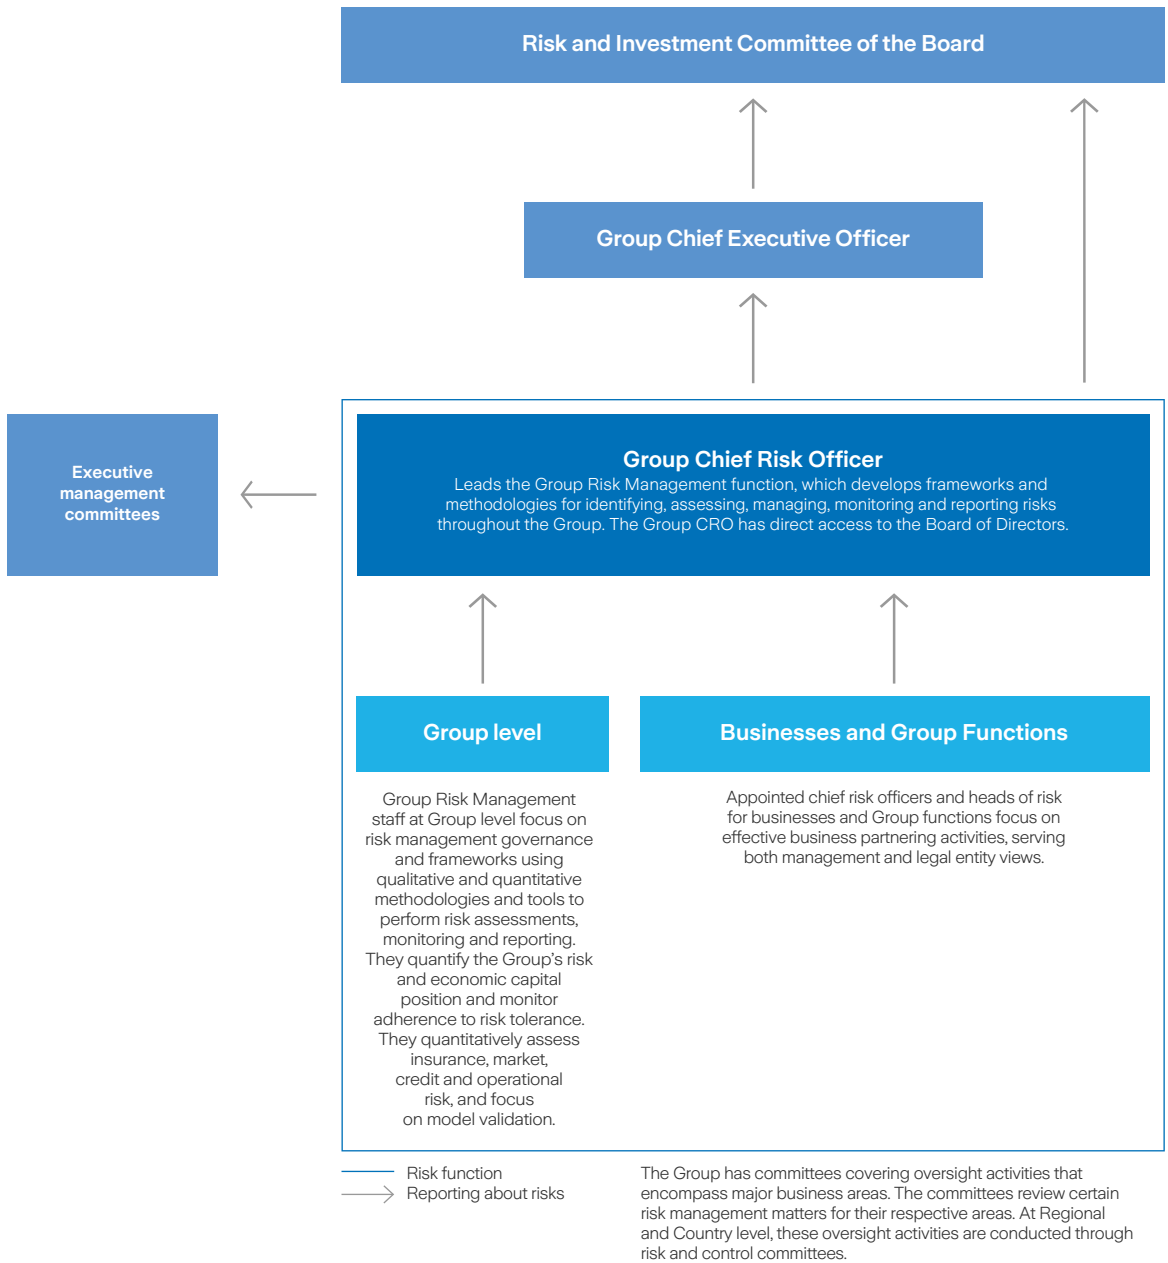 Risk and Investment Committee of the Board
Group Chief Executive Officer
Executive
management
committees
Group Chief Risk Officer
Leads the Group Risk Management function, which develops frameworks and
methodologies for identifying, assessing, managing, monitoring and reporting risks
throughout the Group. The Group CRO has direct access to the Board of Directors.
Group level
Group Risk Management
staff at Group level focus on
risk management governance
and frameworks using
qualitative and quantitative
methodologies and tools to
perform risk assessments,
monitoring and reporting.
They quantify the Group’s risk
and economic capital
position and monitor
adherence to risk tolerance.
They quantitatively assess
insurance, market,
credit and operational
risk, and focus
on model validation.
Businesses and Group Functions
Appointed chief risk officers and heads of risk
for businesses and Group functions focus on
effective business partnering activities, serving
both management and legal entity views.
Risk function
Reporting about risks
The Group has committees covering oversight activities that
encompass major business areas. The committees review certain
risk management matters for their respective areas. At Regional
and Country level, these oversight activities are conducted through
risk and control committees.